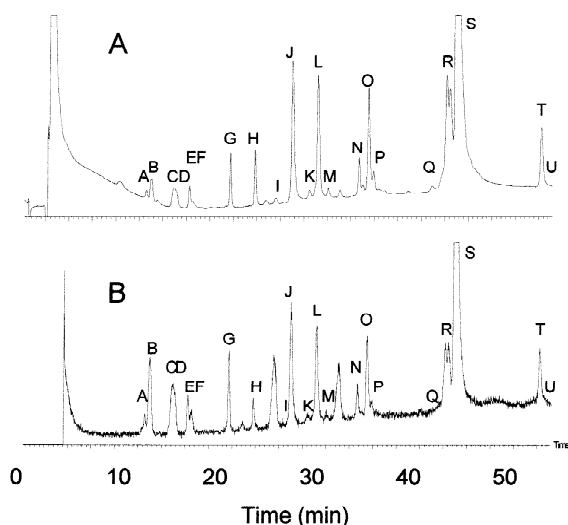 A
A B CD EF G H I J K L M N O P Q R S T U
B
A B CD EF G H I J K L M N O P Q R S T U
Time
0 10 20 30 40 50
Time (min)